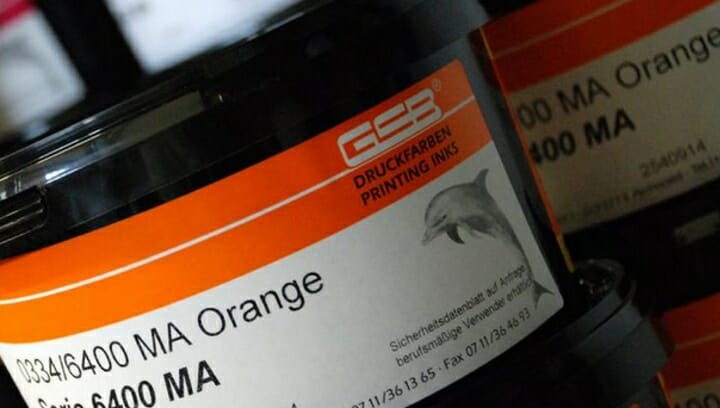 GSB®
DRUCKFARBEN
PRINTING INKS
0334/6400 MA Orange
Serie 6400 MA
Sicherheitsdatenblatt auf Anfrage
berufsmäßige Verwender erhältlich
07 11/36 13 65 · Fax 07 11/36 46 93
00 MA Orange
400 MA
2540914